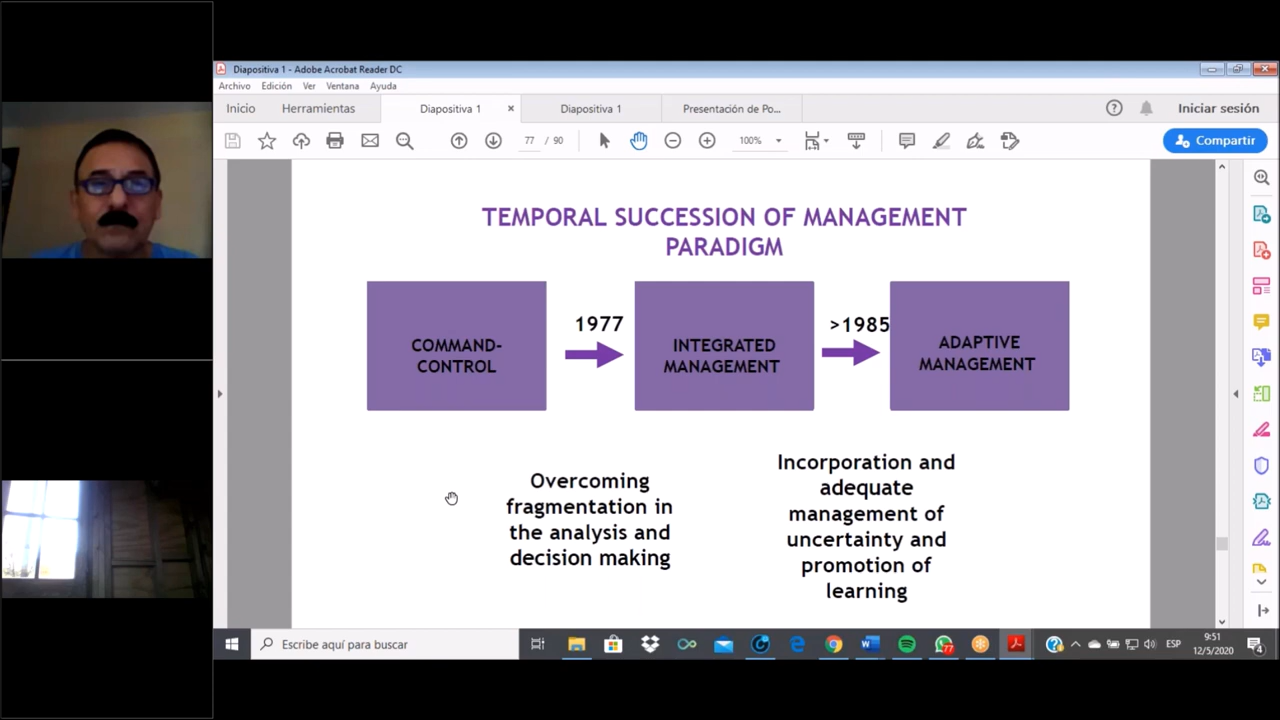 Diapositiva 1 - Adobe Acrobat Reader DC
Archivo Edición Ver Ventana Ayuda
Inicio Herramientas Diapositiva 1 × Diapositiva 1 Presentación de Po... Iniciar sesión
77 / 90 100% Compartir
TEMPORAL SUCCESSION OF MANAGEMENT
PARADIGM
COMMAND-
CONTROL
1977
INTEGRATED
MANAGEMENT
>1985
ADAPTIVE
MANAGEMENT
Overcoming
fragmentation in
the analysis and
decision making
Incorporation and
adequate
management of
uncertainty and
promotion of
learning
Escribe aquí para buscar
77
ESP
9:51
12/5/2020
4